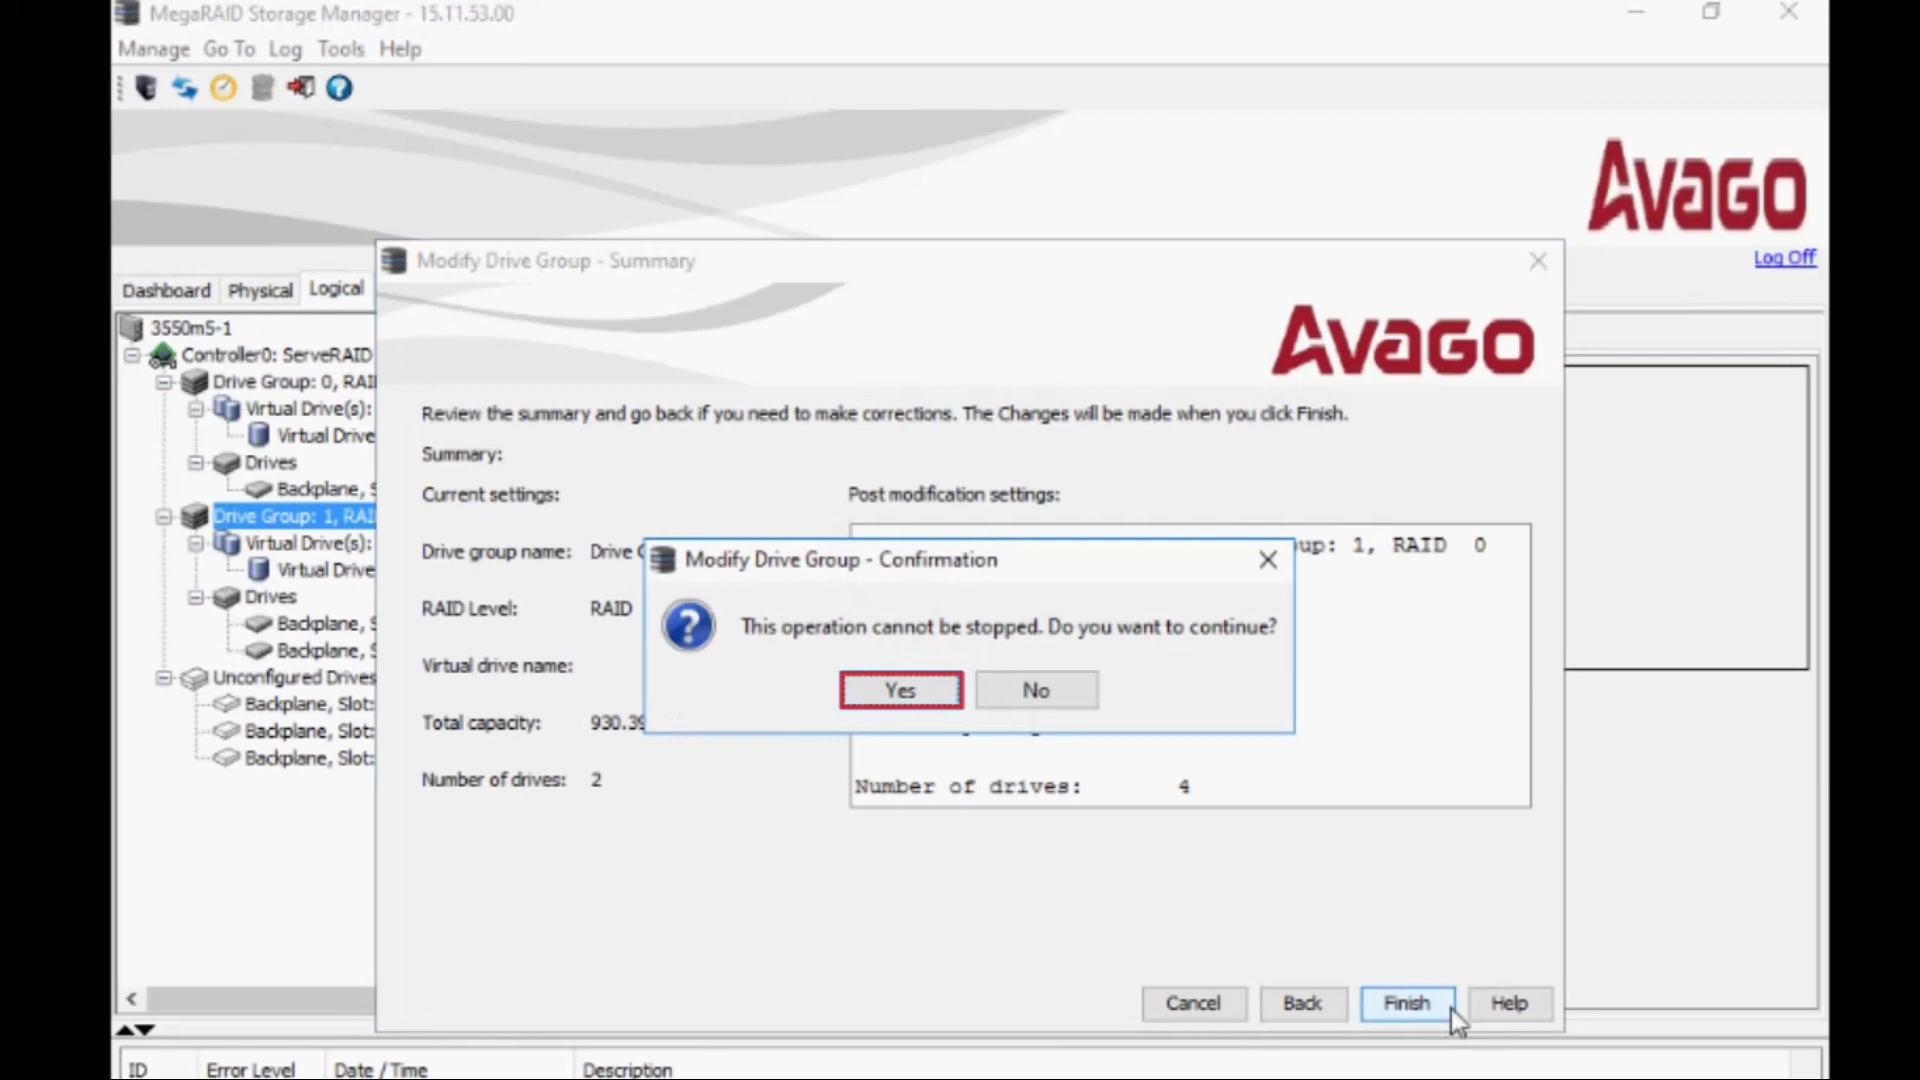 MegaRAID Storage Manager - 15.11.53.00
Manage Go To Log Tools Help
AVAGO
Log Off
Dashboard Physical Logical
3550m5-1
Controller0: ServeRAID
Drive Group: 0, RAI
Virtual Drive(s):
Virtual Drive
Drives
Backplane, S
Drive Group: 1, RAI
Virtual Drive(s):
Virtual Drive
Drives
Backplane, S
Backplane, S
Unconfigured Drives
Backplane, Slot:
Backplane, Slot:
Backplane, Slot:
Modify Drive Group - Summary
AVAGO
Review the summary and go back if you need to make corrections. The Changes will be made when you click Finish.
Summary:
Current settings:
Post modification settings:
Drive group name: Drive
up: 1, RAID 0
RAID Level: RAID
Virtual drive name:
Total capacity: 930.39
Number of drives: 2
Number of drives: 4
Modify Drive Group - Confirmation
This operation cannot be stopped. Do you want to continue?
Yes No
Cancel Back Finish Help
ID Error Level Date / Time Description